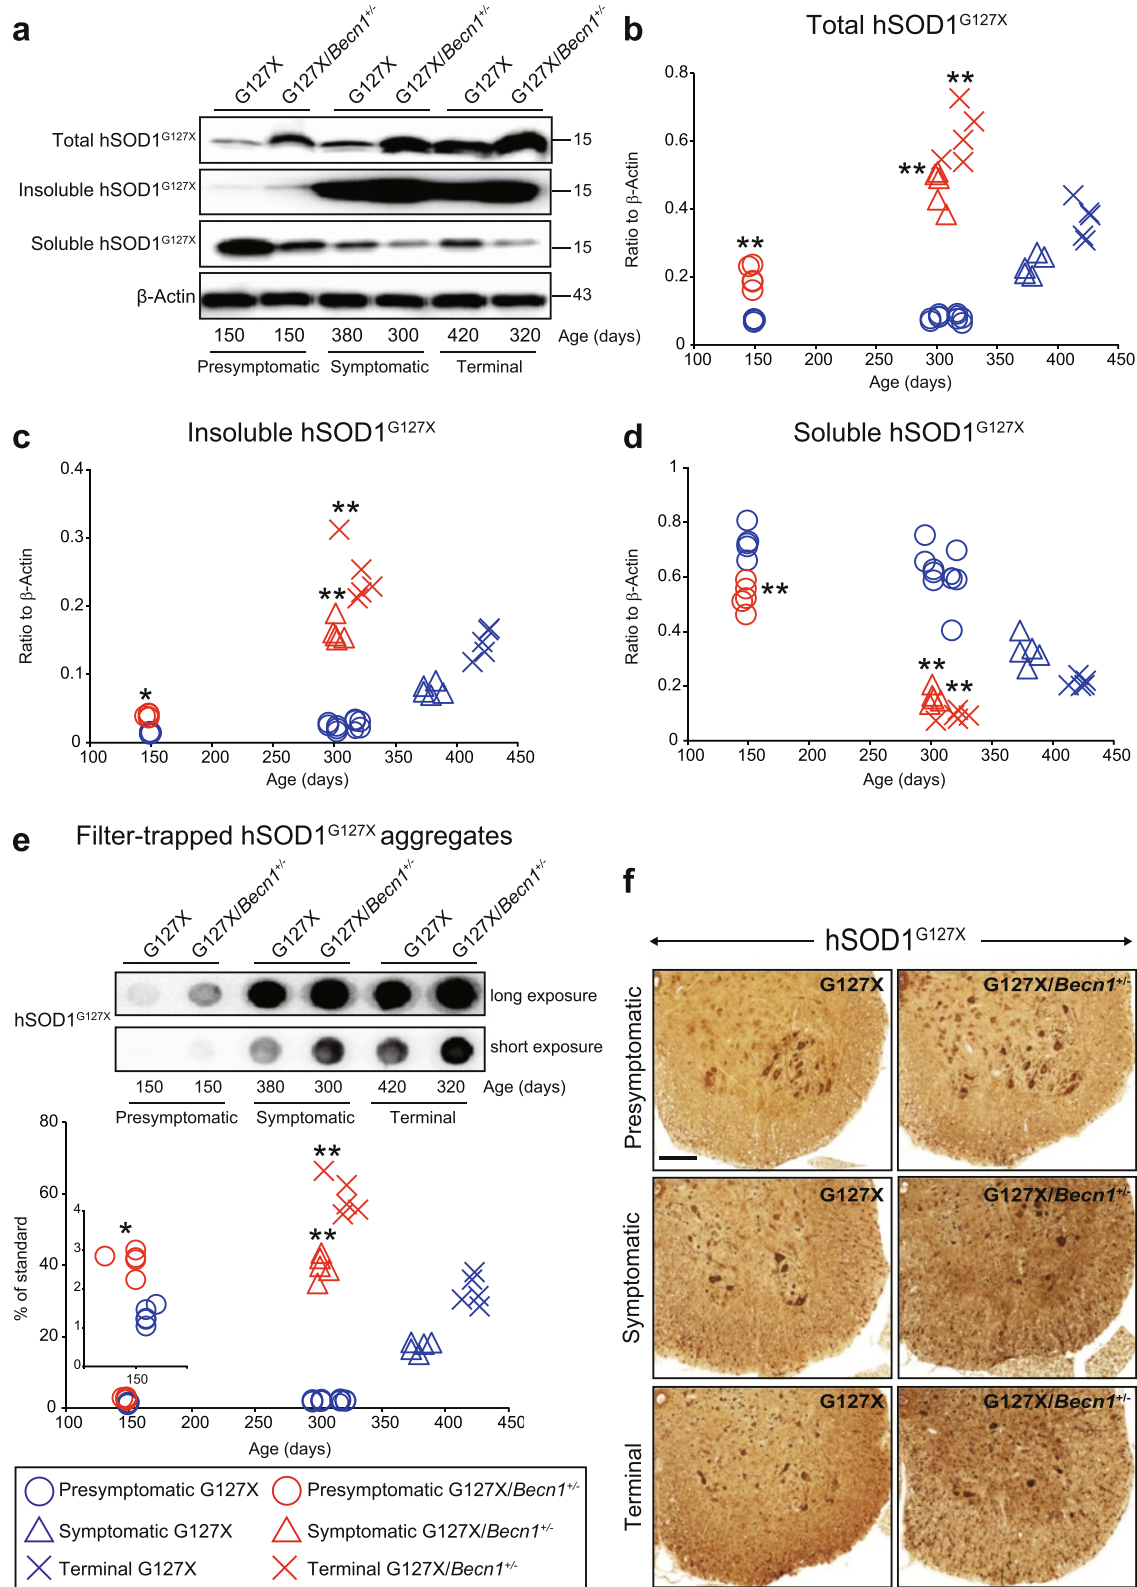 a
G127X
G127X/Becn1+/-
G127X
G127X/Becn1+/-
G127X
G127X/Becn1+/-
Total hSOD1G127X
15
Insoluble hSOD1G127X
15
Soluble hSOD1G127X
15
β-Actin
43
150 150 380 300 420 320 Age (days)
Presymptomatic Symptomatic Terminal
b
Total hSOD1G127X
Ratio to β-Actin
0.8
0.6
0.4
0.2
0
**
**
**
100 150 200 250 300 350 400 450
Age (days)
c
Insoluble hSOD1G127X
Ratio to β-Actin
0.4
0.3
0.2
0.1
0
**
**
*
100 150 200 250 300 350 400 450
Age (days)
d
Soluble hSOD1G127X
Ratio to β-Actin
1
0.8
0.6
0.4
0.2
0
**
**
**
100 150 200 250 300 350 400 450
Age (days)
e
Filter-trapped hSOD1G127X aggregates
G127X
G127X/Becn1+/-
G127X
G127X/Becn1+/-
G127X
G127X/Becn1+/-
hSOD1G127X
long exposure
short exposure
150 150 380 300 420 320 Age (days)
Presymptomatic Symptomatic Terminal
% of standard
80
60
40
20
0
4
3
2
1
0
150
*
**
**
100 150 200 250 300 350 400 450
Age (days)
Presymptomatic G127X
Presymptomatic G127X/Becn1+/-
Symptomatic G127X
Symptomatic G127X/Becn1+/-
Terminal G127X
Terminal G127X/Becn1+/-
f
hSOD1G127X
Presymptomatic
G127X
G127X/Becn1+/-
Symptomatic
G127X
G127X/Becn1+/-
Terminal
G127X
G127X/Becn1+/-